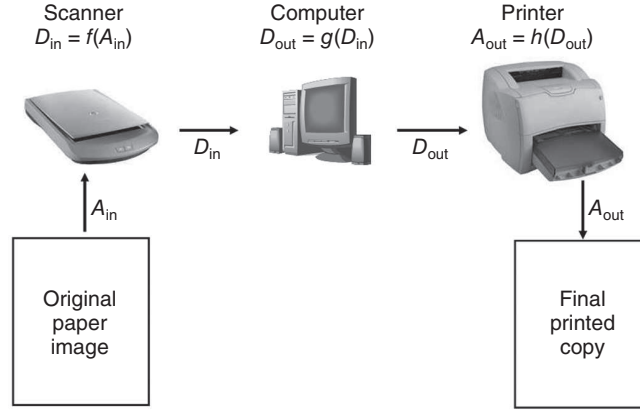 Scanner
D_in = f(A_in)
Computer
D_out = g(D_in)
Printer
A_out = h(D_out)
D_in
D_out
A_in
A_out
Original
paper
image
Final
printed
copy